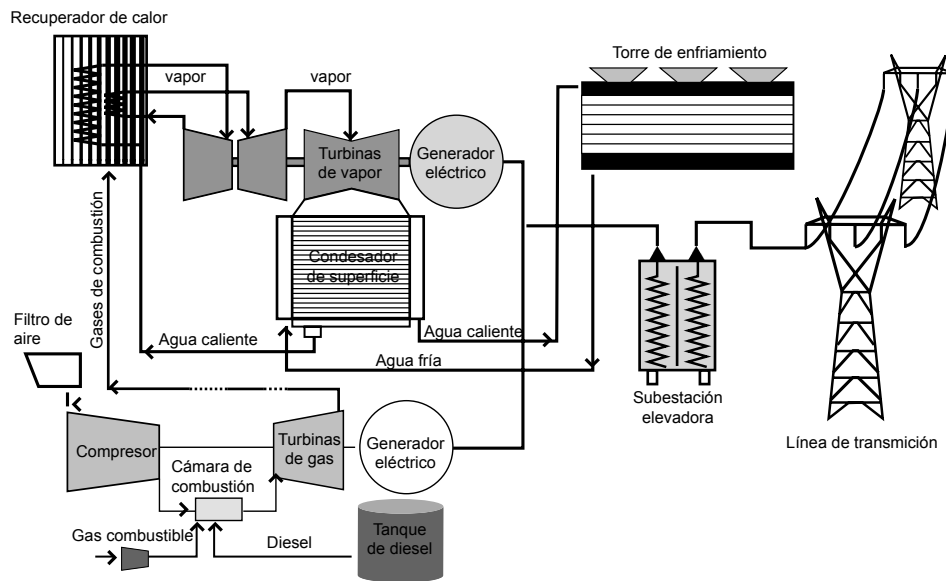 Recuperador de calor
vapor
vapor
Torre de enfriamiento
Turbinas
de vapor
Generador
eléctrico
Gases de combustión
Condesador
de superficie
Filtro de
aire
Agua caliente
Agua caliente
Agua fría
Subestación
elevadora
Línea de transmición
Compresor
Turbinas
de gas
Generador
eléctrico
Cámara de
combustión
Gas combustible
Diesel
Tanque
de diesel